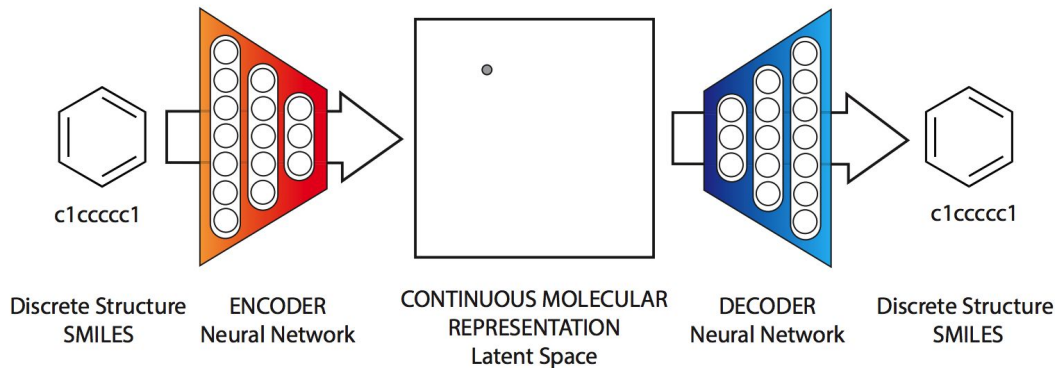 c1ccccc1
c1ccccc1
Discrete Structure
SMILES
ENCODER
Neural Network
CONTINUOUS MOLECULAR
REPRESENTATION
Latent Space
DECODER
Neural Network
Discrete Structure
SMILES